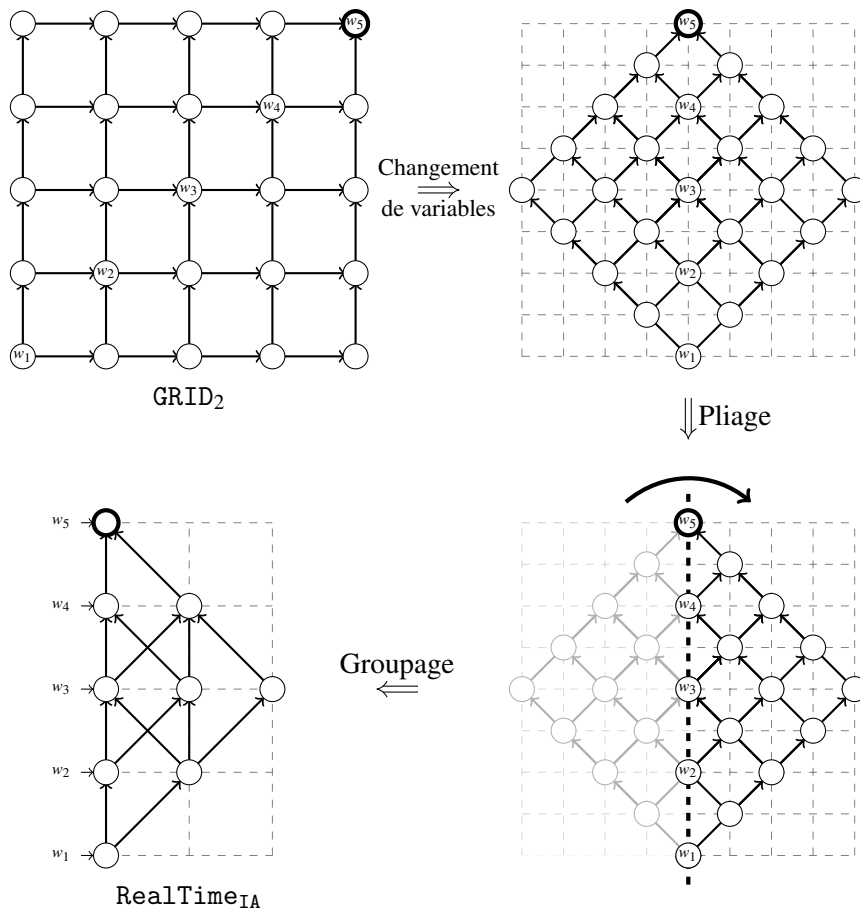 w5
w4
w3
w2
w1
GRID2
Changement
de variables
w5
w4
w3
w2
w1
Pliage
w5
w4
w3
w2
w1
RealTimeIA
Groupage
w5
w4
w3
w2
w1